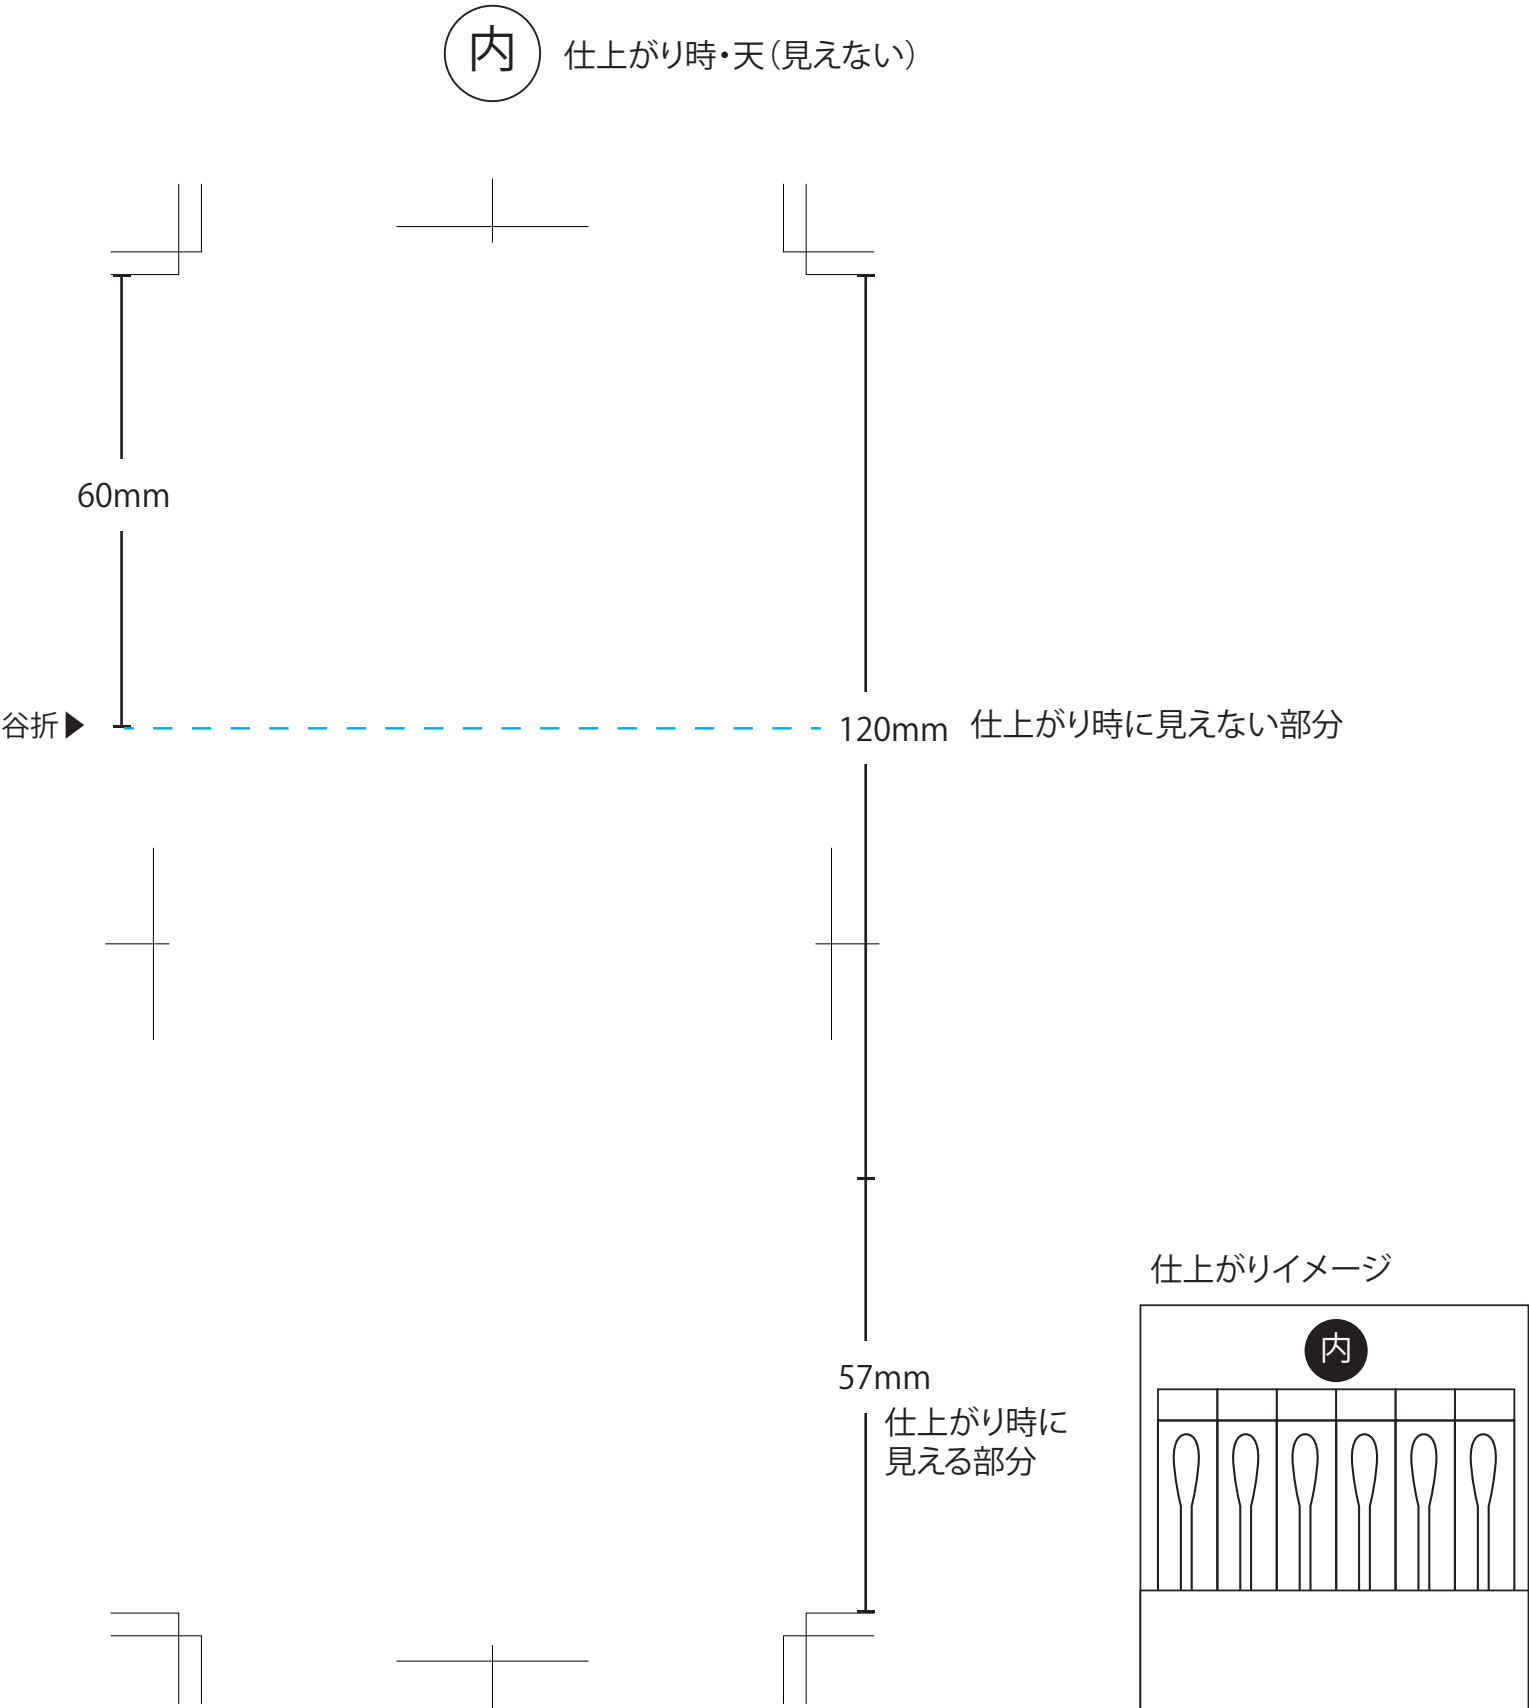 内 仕上がり時・天（見えない）
60mm
谷折▶
120mm 仕上がり時に見えない部分
57mm
仕上がり時に
見える部分
仕上がりイメージ
内